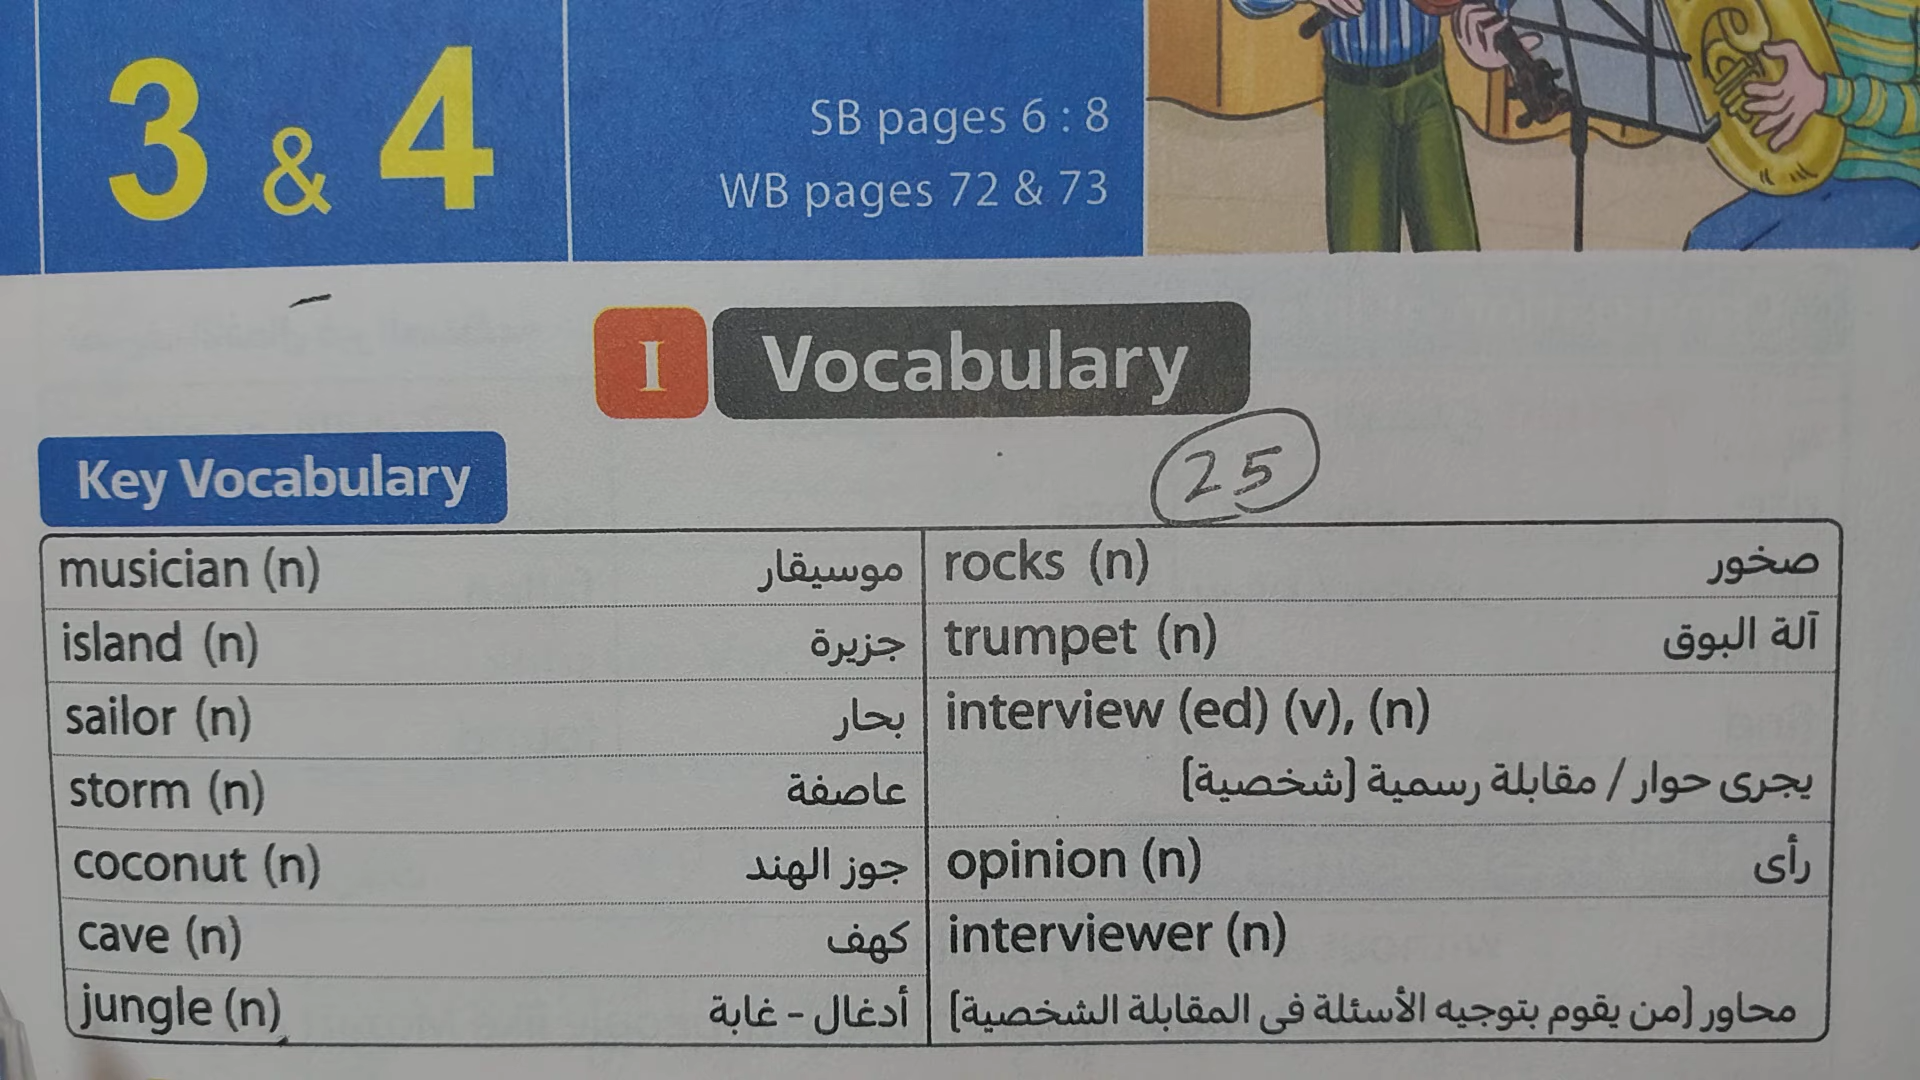 3 & 4
SB pages 6 : 8
WB pages 72 & 73
I Vocabulary
25
Key Vocabulary
musician (n) موسيقار
island (n) جزيرة
sailor (n) بحار
storm (n) عاصفة
coconut (n) جوز الهند
cave (n) كهف
jungle (n) أدغال - غابة
rocks (n) صخور
trumpet (n) آلة البوق
interview (ed) (v), (n)
يجرى حوار / مقابلة رسمية [شخصية]
opinion (n) رأى
interviewer (n)
محاور [من يقوم بتوجيه الأسئلة فى المقابلة الشخصية]